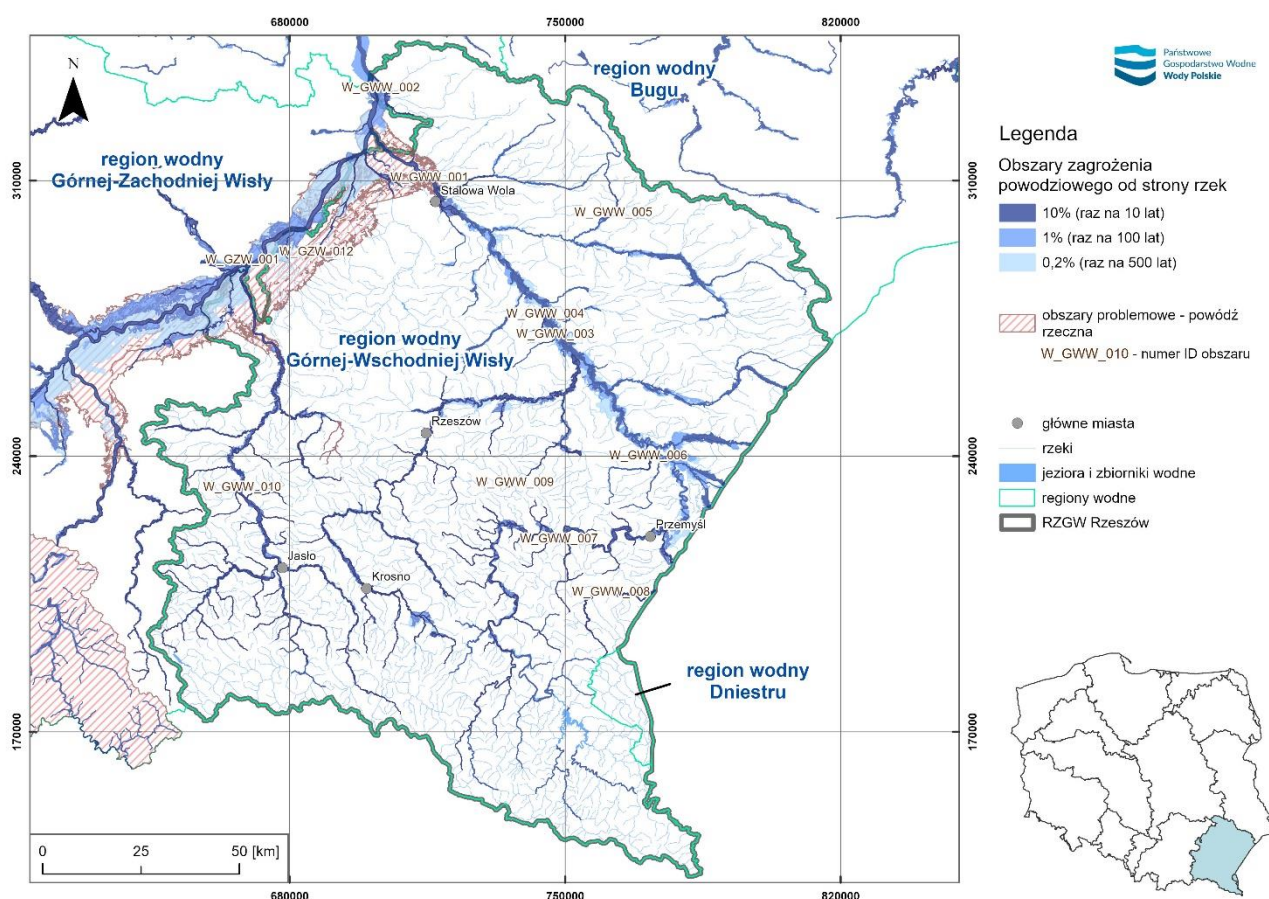 680000
750000
820000
N
region wodny
Bugu
W_GWW_002
region wodny
Górnej-Zachodniej Wisły
310000
W_GWW_001
Stalowa Wola
310000
W_GWW_005
W_GZW_001
W_GZW_012
W_GWW_004
W_GWW_003
region wodny
Górnej-Wschodniej Wisły
Rzeszów
240000
W_GWW_006
240000
W_GWW_010
W_GWW_009
Przemyśl
W_GWW_007
Jasło
Krosno
W_GWW_008
region wodny
Dniestru
170000
170000
0
25
50 [km]
680000
750000
820000
Państwowe
Gospodarstwo Wodne
Wody Polskie
Legenda
Obszary zagrożenia
powodziowego od strony rzek
10% (raz na 10 lat)
1% (raz na 100 lat)
0,2% (raz na 500 lat)
obszary problemowe - powódź
rzeczna
W_GWW_010 - numer ID obszaru
główne miasta
rzeki
jeziora i zbiorniki wodne
regiony wodne
RZGW Rzeszów